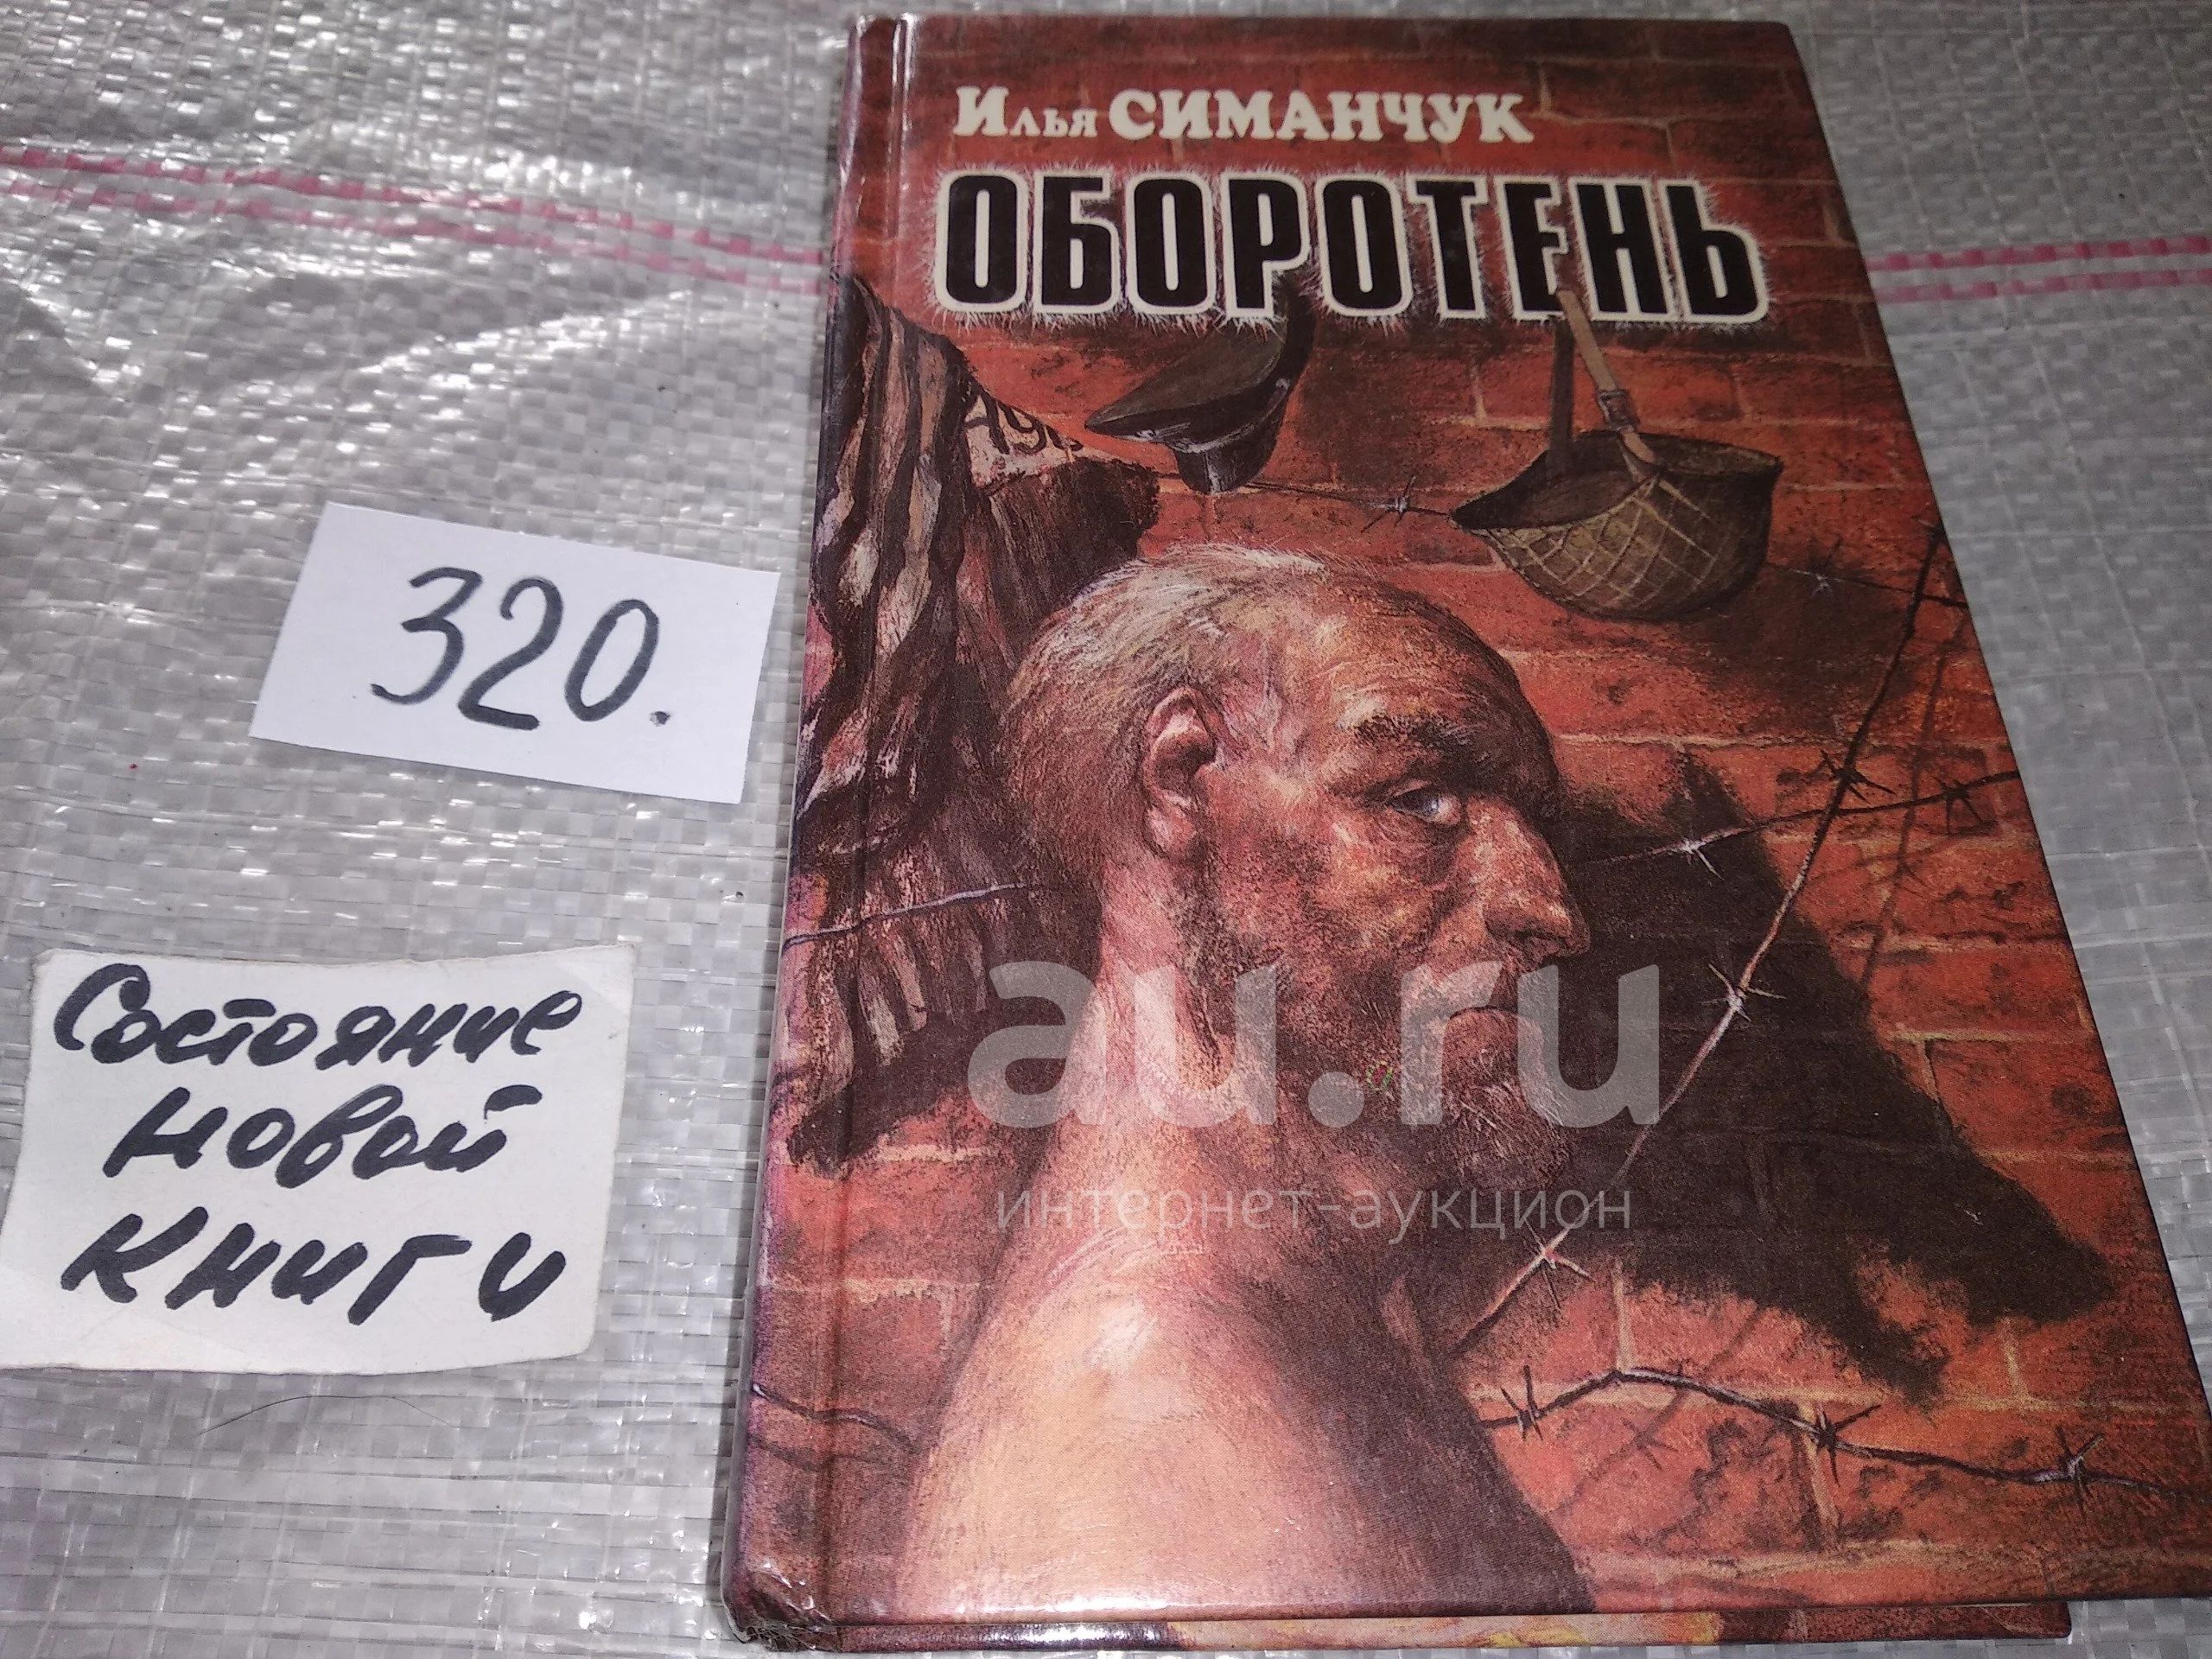 Илья СИМАНЧУК
ОБОРОТЕНЬ
320.
Состояние
новой
книги
au.ru
интернет-аукцион